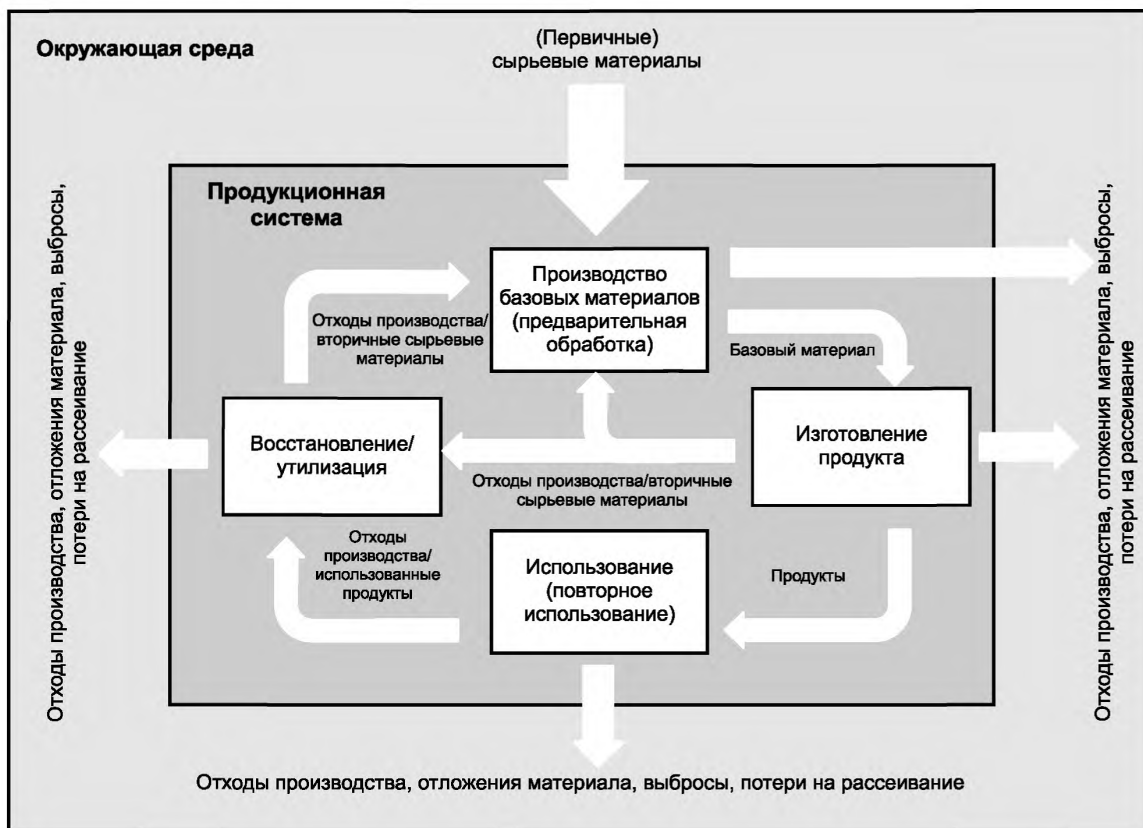 Окружающая среда
(Первичные)
сырьевые материалы
Продукционная
система
Производство
базовых материалов
(предварительная
обработка)
Отходы производства/
вторичные сырьевые
материалы
Базовый материал
Восстановление/
утилизация
Изготовление
продукта
Отходы производства/вторичные
сырьевые материалы
Отходы
производства/
использованные
продукты
Использование
(повторное
использование)
Продукты
Отходы производства, отложения материала, выбросы,
потери на рассеивание
Отходы производства, отложения материала, выбросы,
потери на рассеивание
Отходы производства, отложения материала, выбросы, потери на рассеивание